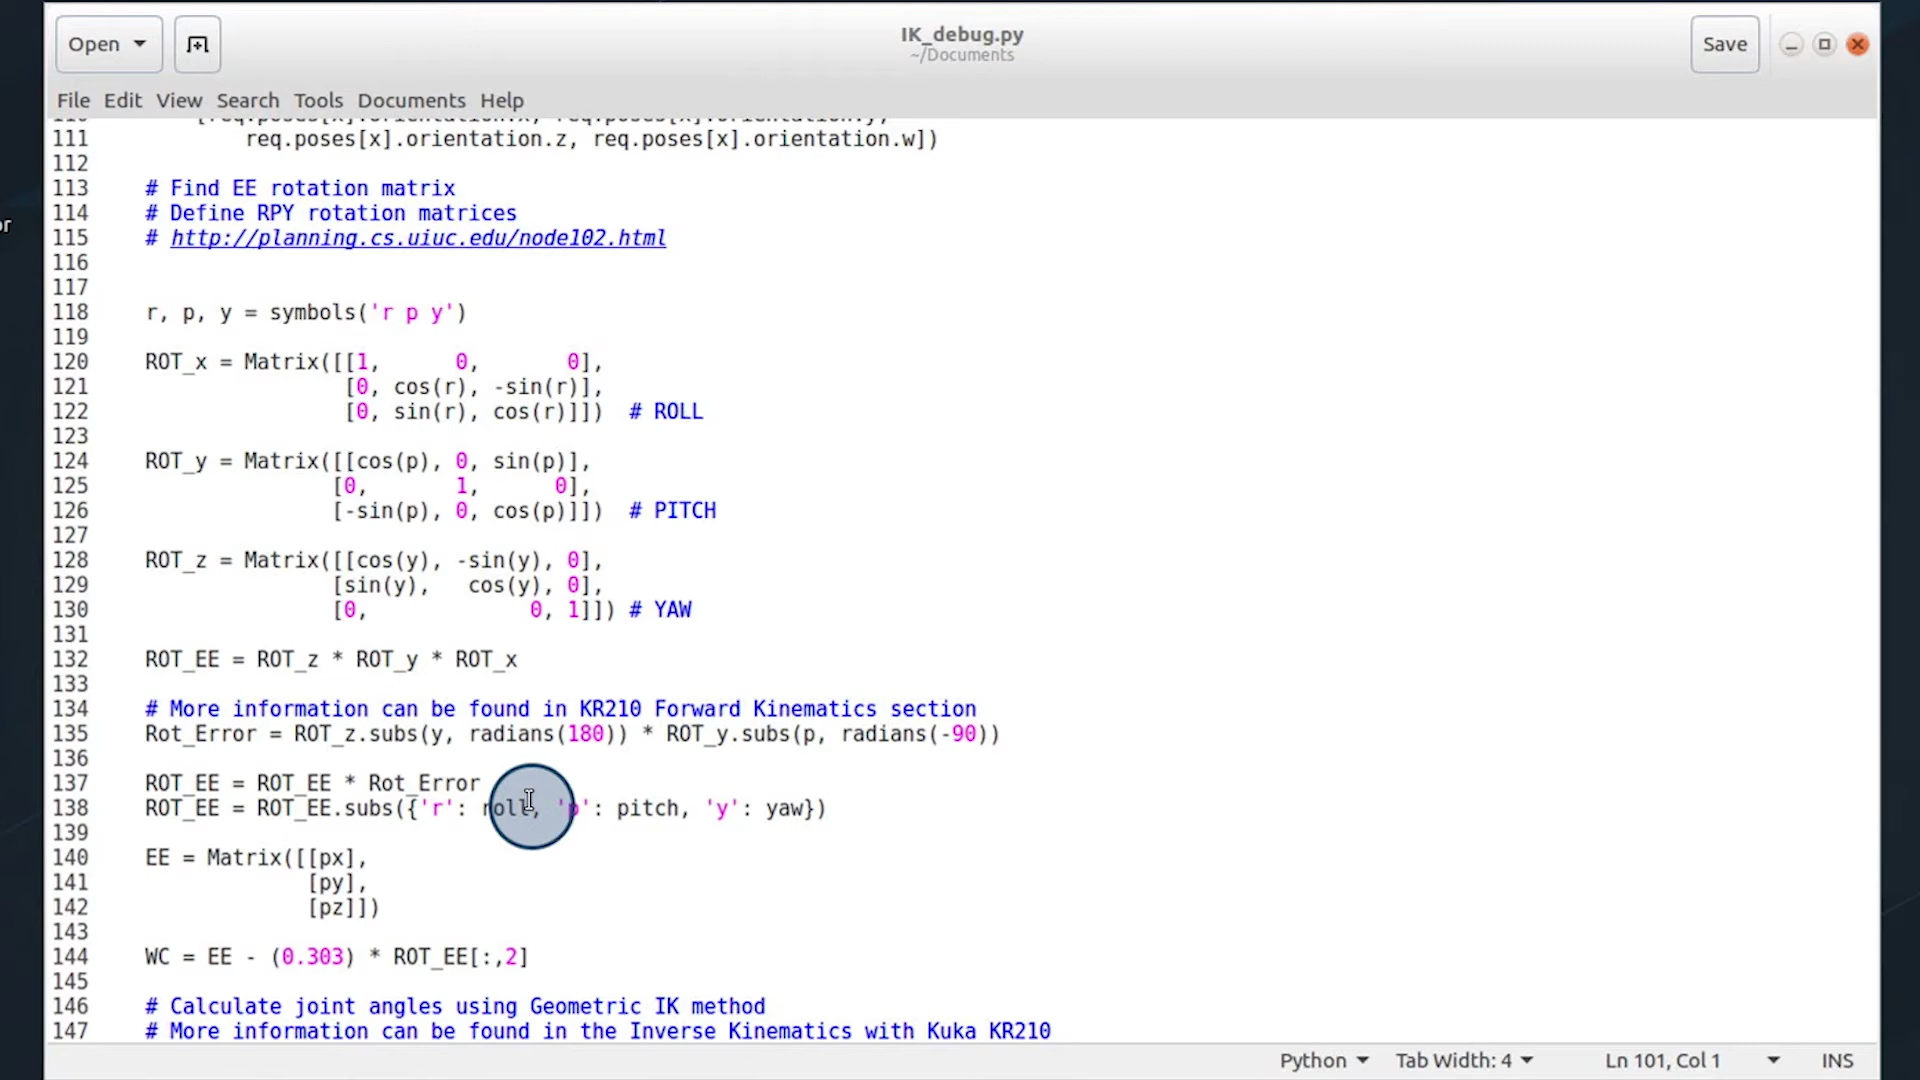 Open
IK_debug.py
~/Documents
Save
File Edit View Search Tools Documents Help
110 [req.poses[x].orientation.x, req.poses[x].orientation.y,
111 req.poses[x].orientation.z, req.poses[x].orientation.w])
112
113 # Find EE rotation matrix
114 # Define RPY rotation matrices
115 # http://planning.cs.uiuc.edu/node102.html
116
117
118 r, p, y = symbols('r p y')
119
120 ROT_x = Matrix([[1, 0, 0],
121 [0, cos(r), -sin(r)],
122 [0, sin(r), cos(r)]]) # ROLL
123
124 ROT_y = Matrix([[cos(p), 0, sin(p)],
125 [0, 1, 0],
126 [-sin(p), 0, cos(p)]]) # PITCH
127
128 ROT_z = Matrix([[cos(y), -sin(y), 0],
129 [sin(y), cos(y), 0],
130 [0, 0, 1]]) # YAW
131
132 ROT_EE = ROT_z * ROT_y * ROT_x
133
134 # More information can be found in KR210 Forward Kinematics section
135 Rot_Error = ROT_z.subs(y, radians(180)) * ROT_y.subs(p, radians(-90))
136
137 ROT_EE = ROT_EE * Rot_Error
138 ROT_EE = ROT_EE.subs({'r': roll, 'p': pitch, 'y': yaw})
139
140 EE = Matrix([[px],
141 [py],
142 [pz]])
143
144 WC = EE - (0.303) * ROT_EE[:,2]
145
146 # Calculate joint angles using Geometric IK method
147 # More information can be found in the Inverse Kinematics with Kuka KR210
or
Python Tab Width: 4 Ln 101, Col 1 INS